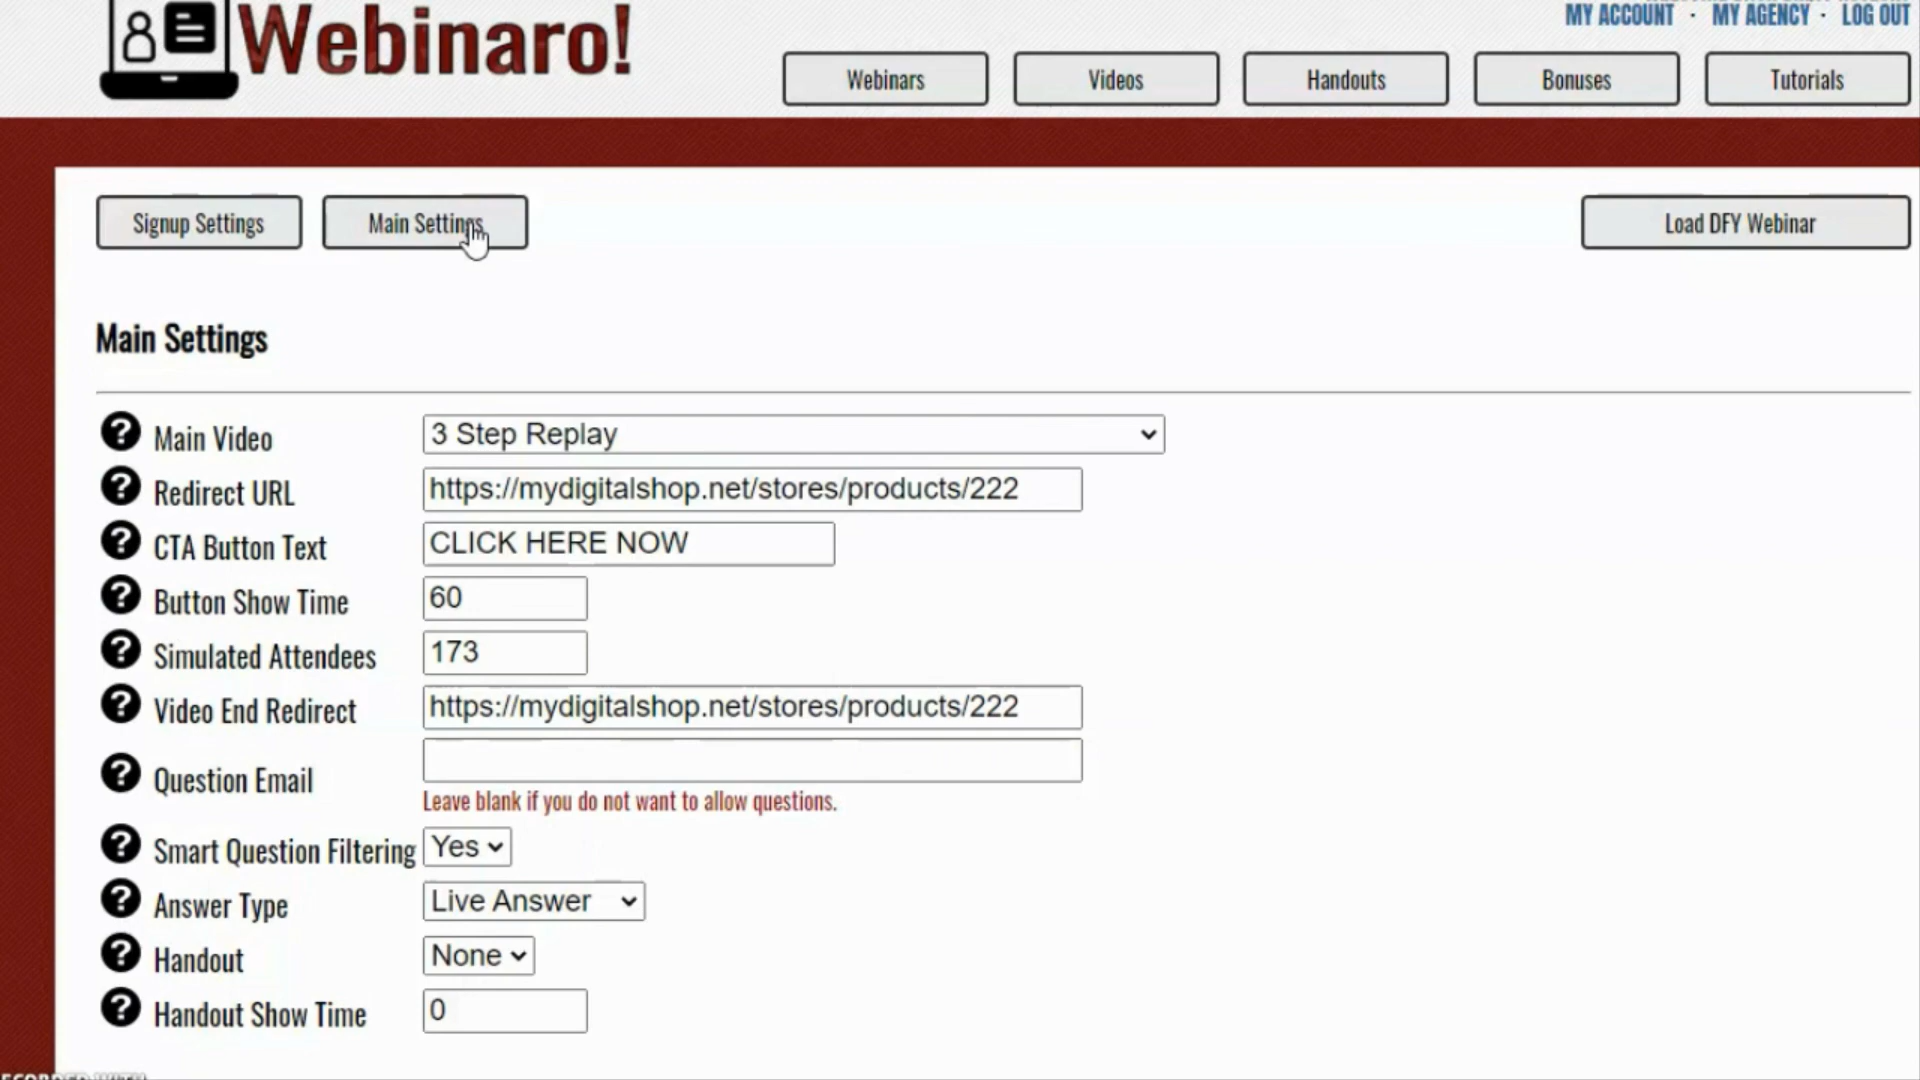 Webinaro!
MY ACCOUNT · MY AGENCY · LOG OUT
Webinars
Videos
Handouts
Bonuses
Tutorials
Signup Settings
Main Settings
Load DFY Webinar
Main Settings
Main Video
3 Step Replay
Redirect URL
https://mydigitalshop.net/stores/products/222
CTA Button Text
CLICK HERE NOW
Button Show Time
60
Simulated Attendees
173
Video End Redirect
https://mydigitalshop.net/stores/products/222
Question Email
Leave blank if you do not want to allow questions.
Smart Question Filtering
Yes
Answer Type
Live Answer
Handout
None
Handout Show Time
0